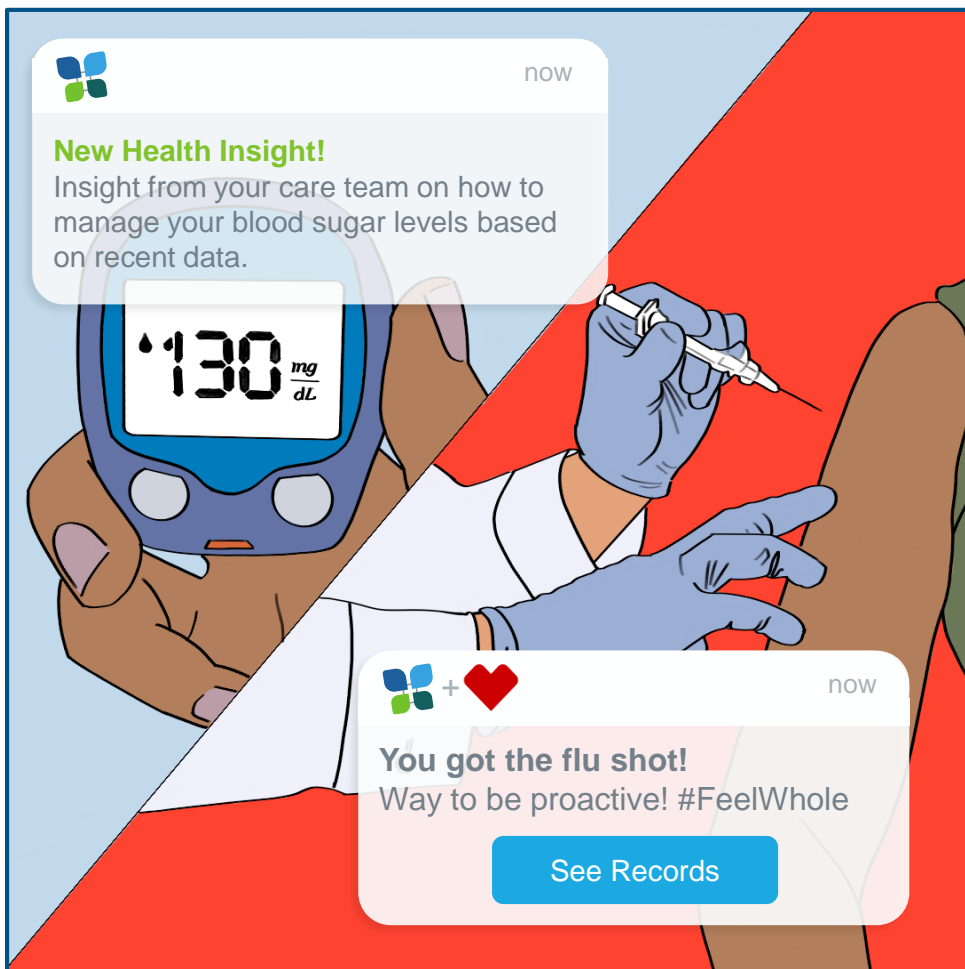 now
New Health Insight!
Insight from your care team on how to
manage your blood sugar levels based
on recent data.
130 mg/dL
+
now
You got the flu shot!
Way to be proactive! #FeelWhole
See Records